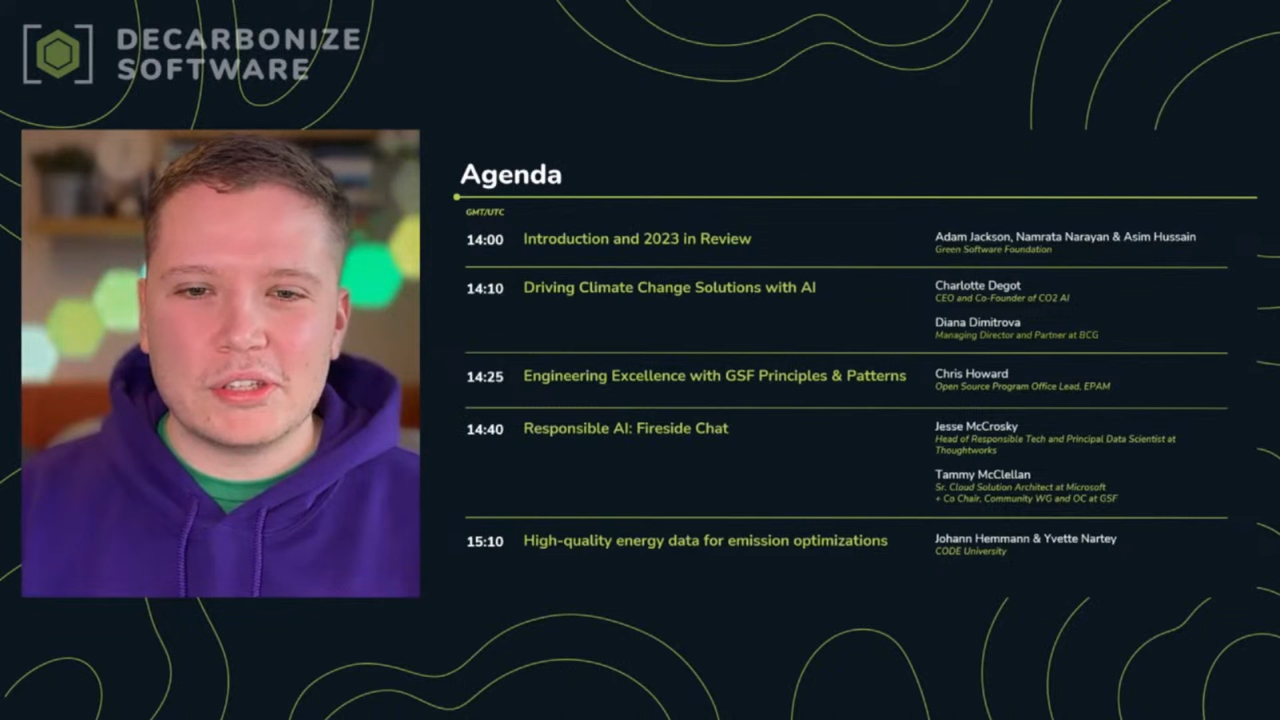 DECARBONIZE
SOFTWARE
Agenda
GMT/UTC
14:00 Introduction and 2023 in Review Adam Jackson, Namrata Narayan & Asim Hussain
Green Software Foundation
14:10 Driving Climate Change Solutions with AI Charlotte Degot
CEO and Co-Founder of CO2 AI
Diana Dimitrova
Managing Director and Partner at BCG
14:25 Engineering Excellence with GSF Principles & Patterns Chris Howard
Open Source Program Office Lead, EPAM
14:40 Responsible AI: Fireside Chat Jesse McCrosky
Head of Responsible Tech and Principal Data Scientist at
Thoughtworks
Tammy McClellan
Sr. Cloud Solution Architect at Microsoft
+ Co Chair, Community WG and OC at GSF
15:10 High-quality energy data for emission optimizations Johann Hemmann & Yvette Nartey
CODE University